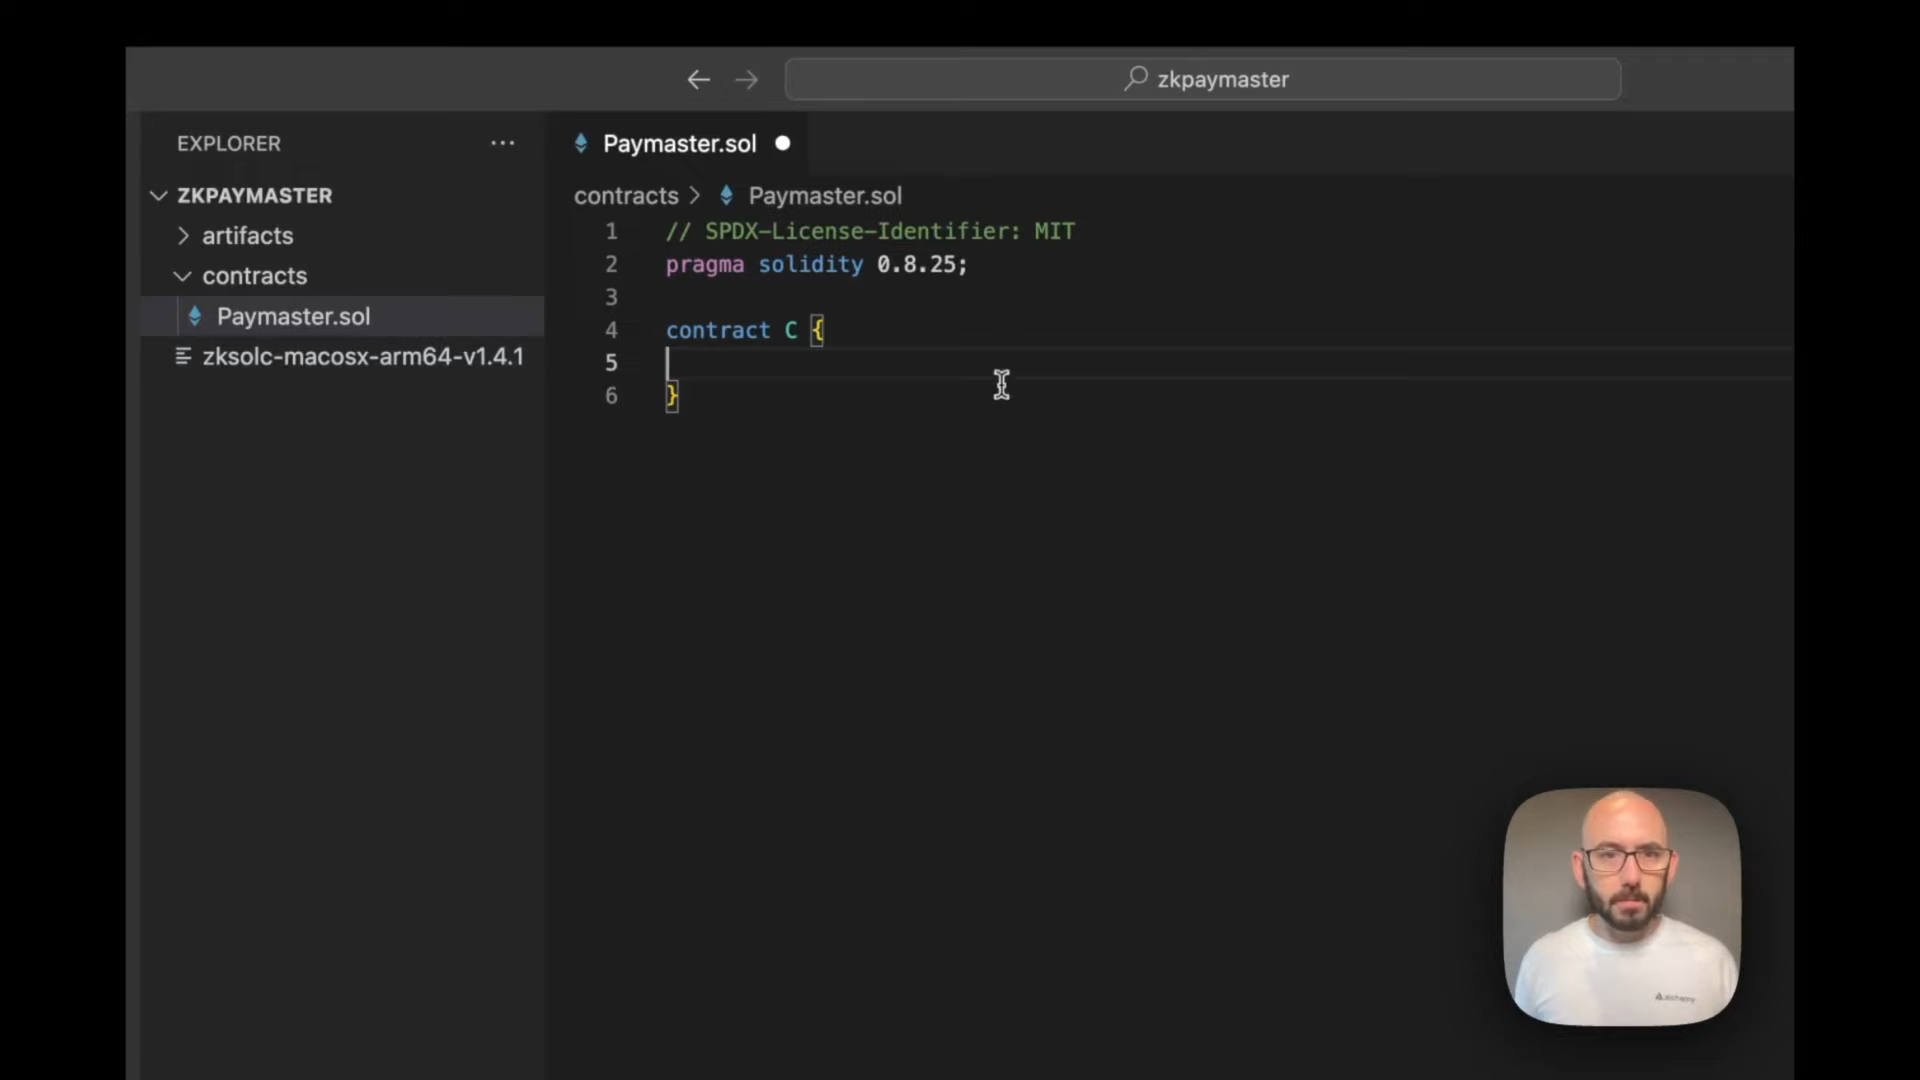 zkpaymaster
EXPLORER
Paymaster.sol
ZKPAYMASTER
artifacts
contracts
Paymaster.sol
zksolc-macosx-arm64-v1.4.1
contracts > Paymaster.sol
1 // SPDX-License-Identifier: MIT
2 pragma solidity 0.8.25;
3
4 contract C {
5
6 }
alchemy